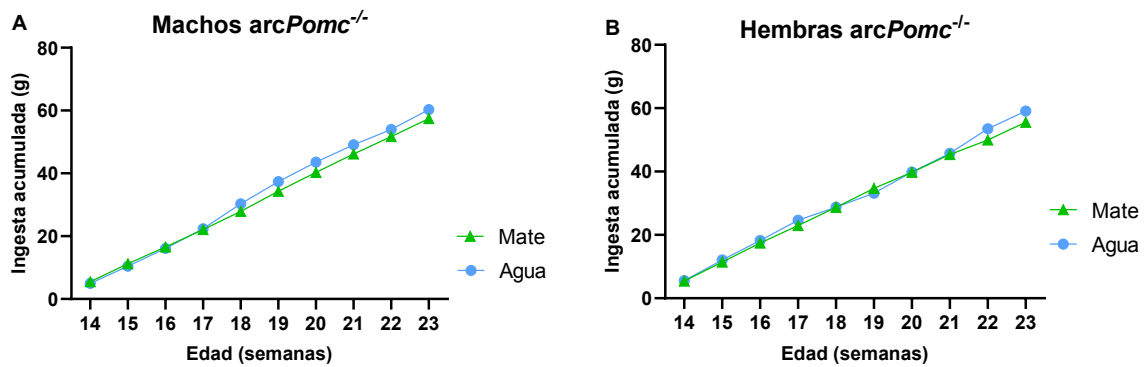 A
Machos arcPomc-/-
Ingesta acumulada (g)
80
60
40
20
0
14 15 16 17 18 19 20 21 22 23
Edad (semanas)
Mate
Agua
B
Hembras arcPomc-/-
Ingesta acumulada (g)
80
60
40
20
0
14 15 16 17 18 19 20 21 22 23
Edad (semanas)
Mate
Agua